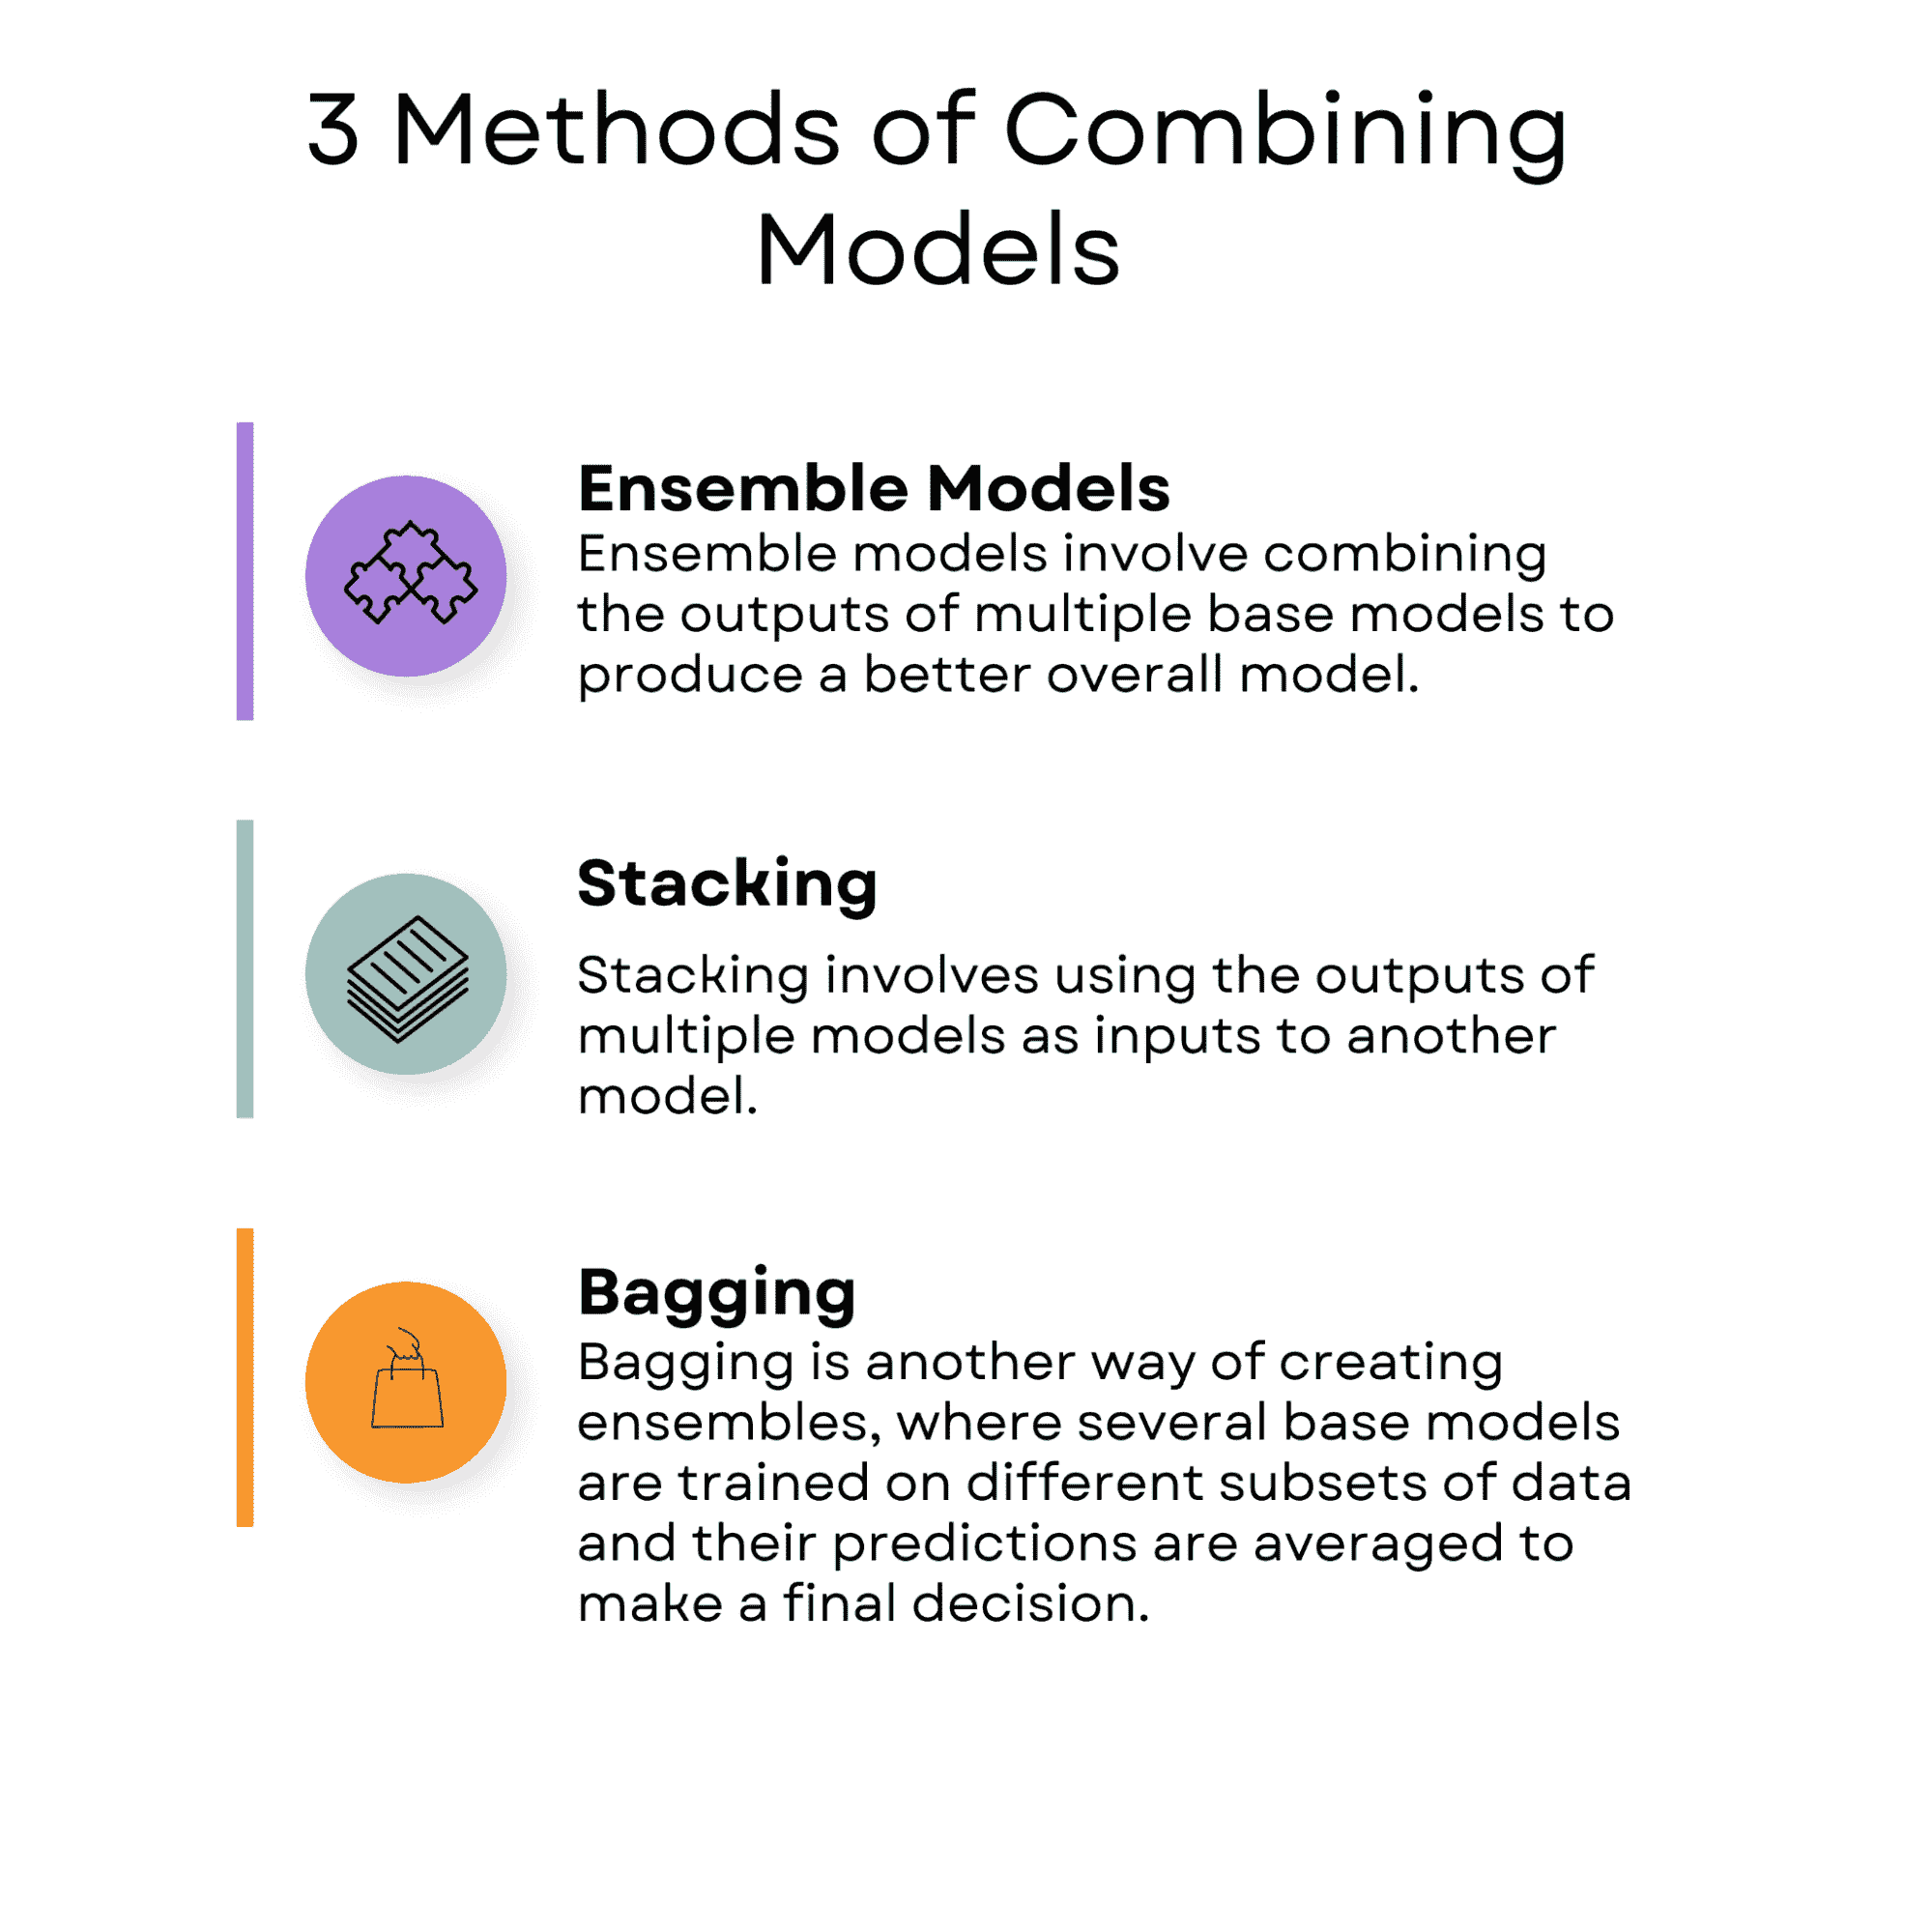 3 Methods of Combining
Models
Ensemble Models
Ensemble models involve combining
the outputs of multiple base models to
produce a better overall model.
Stacking
Stacking involves using the outputs of
multiple models as inputs to another
model.
Bagging
Bagging is another way of creating
ensembles, where several base models
are trained on different subsets of data
and their predictions are averaged to
make a final decision.